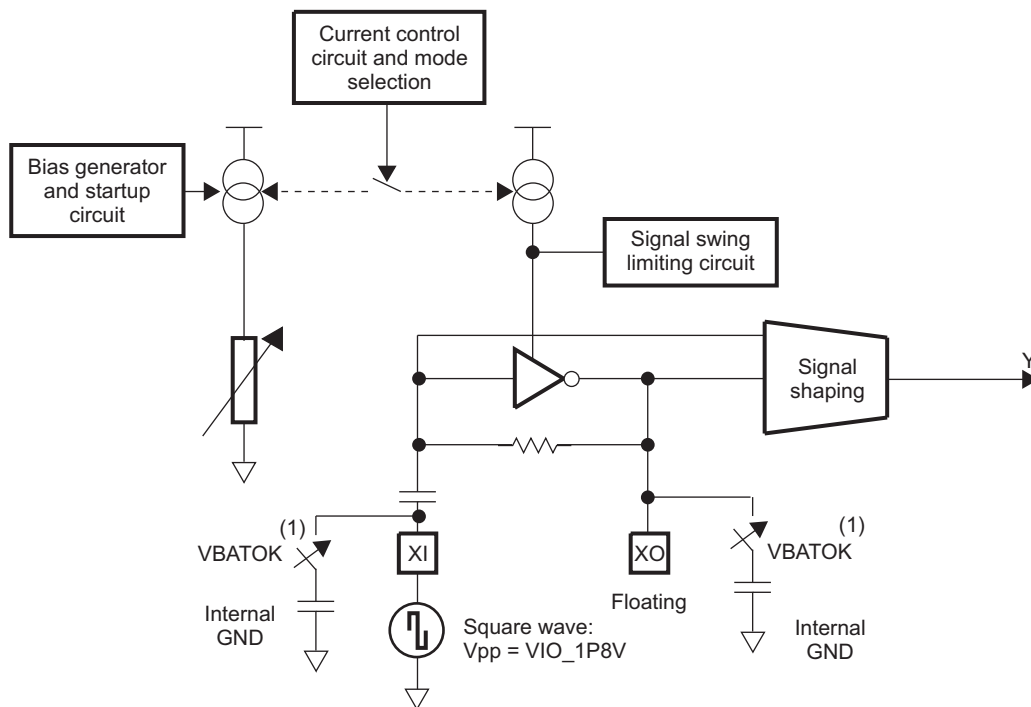 Current control
circuit and mode
selection
Bias generator
and startup
circuit
Signal swing
limiting circuit
Signal
shaping
Y
(1)
VBATOK
XI
XO
(1)
VBATOK
Floating
Internal
GND
Square wave:
Vpp = VIO_1P8V
Internal
GND